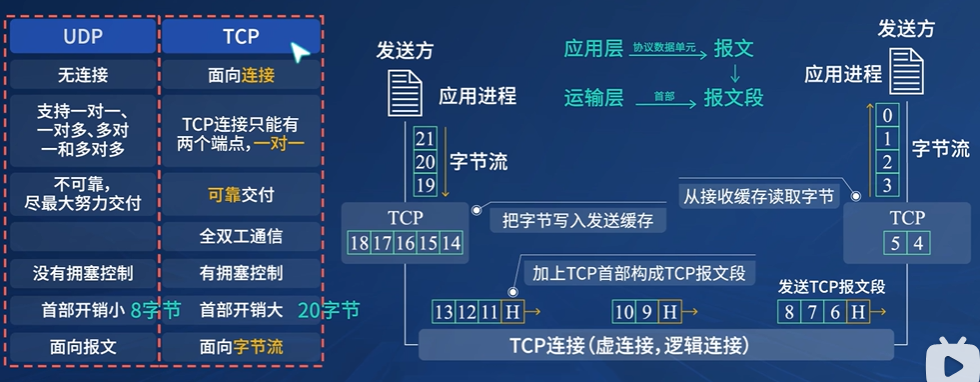 UDP
TCP
无连接
面向连接
支持一对一、
一对多、多对
一和多对多
TCP连接只能有
两个端点，一对一
不可靠，
尽最大努力交付
可靠交付
全双工通信
没有拥塞控制
有拥塞控制
首部开销小 8字节
首部开销大 20字节
面向报文
面向字节流
发送方
应用进程
21
20
19
字节流
TCP
18 17 16 15 14
把字节写入发送缓存
应用层 协议数据单元 报文
运输层 首部 报文段
发送方
应用进程
0
1
2
3
字节流
从接收缓存读取字节
TCP
5 4
加上TCP首部构成TCP报文段
发送TCP报文段
13 12 11 H
10 9 H
8 7 6 H
TCP连接（虚连接，逻辑连接）